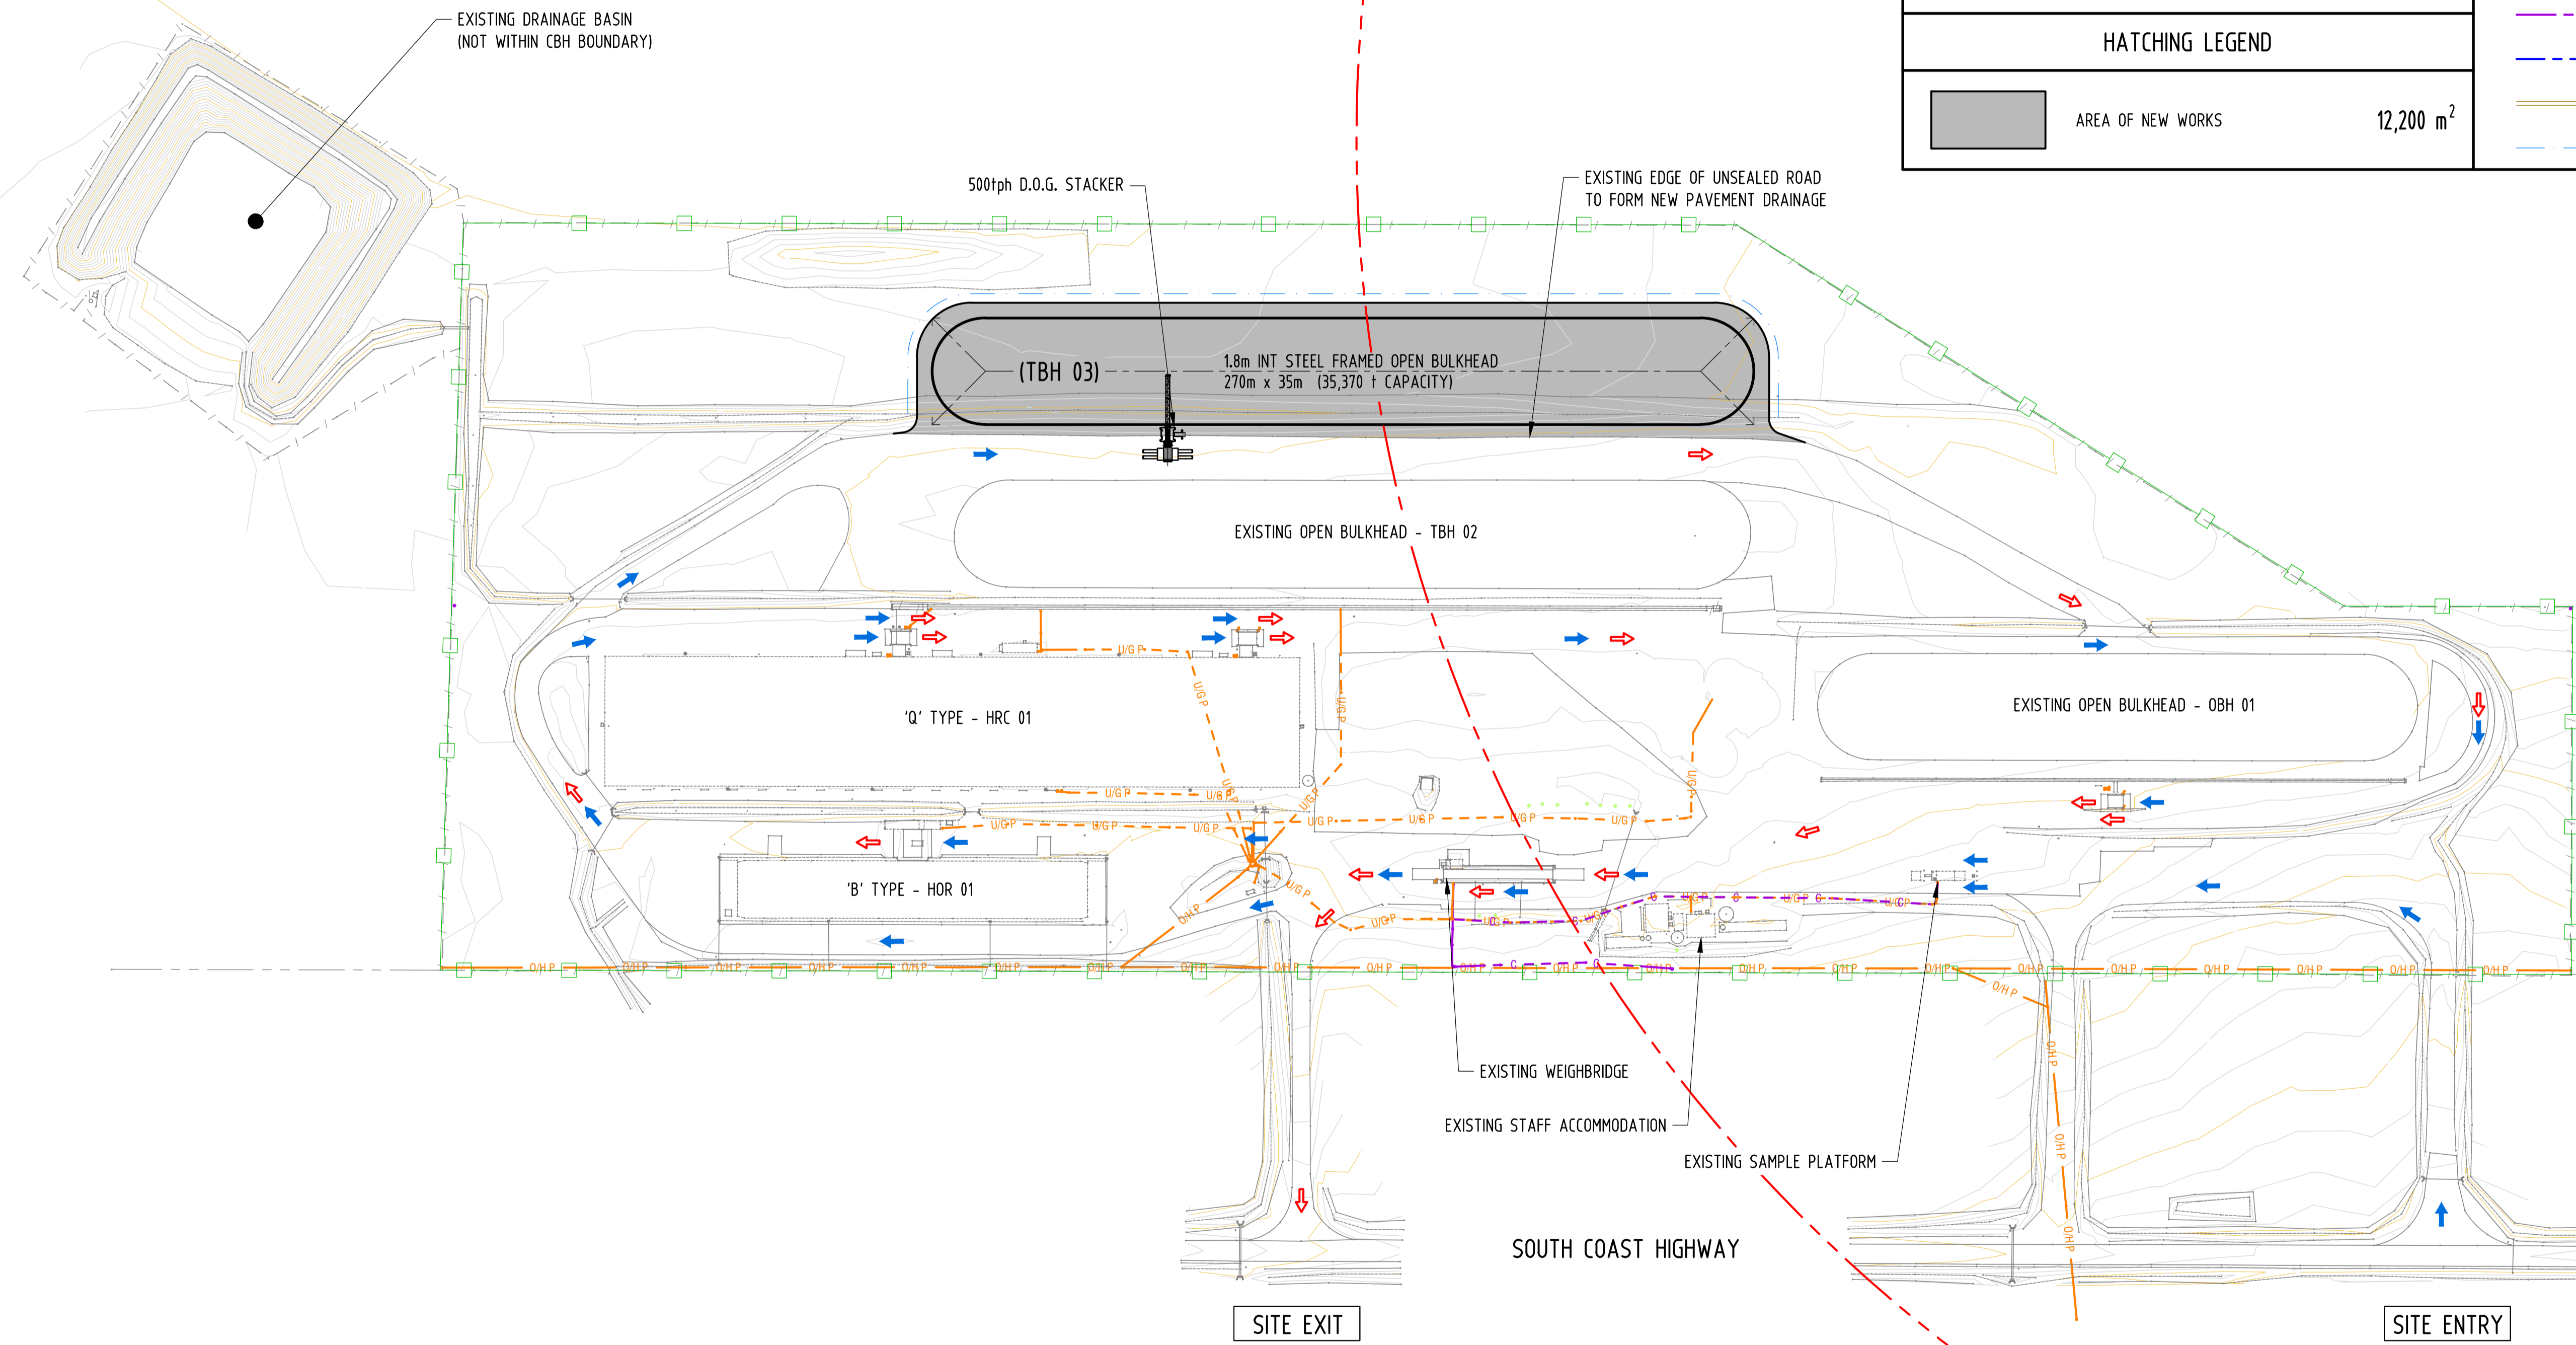 EXISTING DRAINAGE BASIN
(NOT WITHIN CBH BOUNDARY)
HATCHING LEGEND
AREA OF NEW WORKS
12,200 m²
500tph D.O.G. STACKER
EXISTING EDGE OF UNSEALED ROAD
TO FORM NEW PAVEMENT DRAINAGE
(TBH 03)
1.8m INT STEEL FRAMED OPEN BULKHEAD
270m x 35m (35,370 t CAPACITY)
EXISTING OPEN BULKHEAD - TBH 02
U/G P
U/G P
U/G P
'Q' TYPE - HRC 01
EXISTING OPEN BULKHEAD - OBH 01
U/G P
U/G P
U/G P
U/G P
U/G P
U/G P
U/G P
U/G P
U/G P
U/G P
U/G P
U/G P
U/G P
'B' TYPE - HOR 01
U/G P
U/G P
U/G P
U/G P
C
C
C
C
U/G P
U/G P
C
C
O/H P
O/H P
O/H P
O/H P
O/H P
O/H P
O/H P
O/H P
O/H P
O/H P
O/H P
O/H P
C
O/H P
C
O/H P
O/H P
O/H P
O/H P
O/H P
O/H P
O/H P
O/H P
O/H P
O/H P
O/H P
O/H P
O/H P
EXISTING WEIGHBRIDGE
EXISTING STAFF ACCOMMODATION
EXISTING SAMPLE PLATFORM
SOUTH COAST HIGHWAY
SITE EXIT
SITE ENTRY